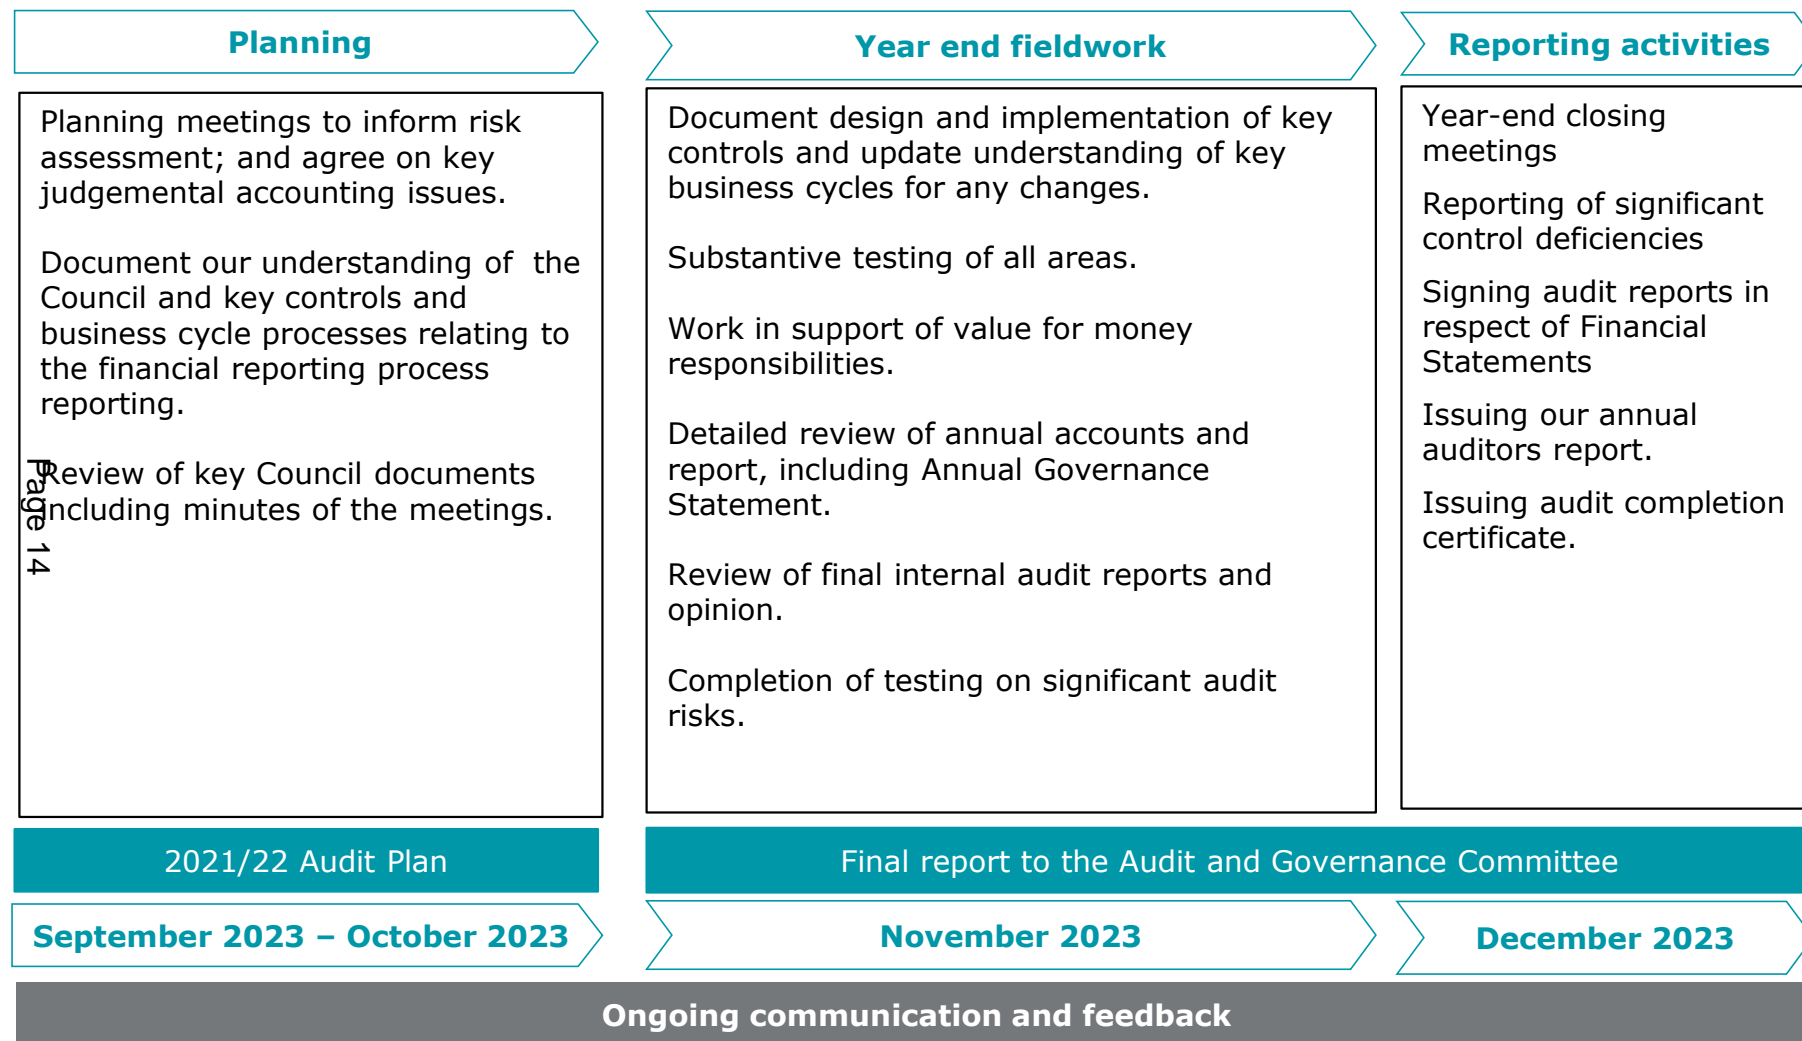 Planning
Planning meetings to inform risk
assessment; and agree on key
judgemental accounting issues.
Document our understanding of  the
Council and key controls and
business cycle processes relating to
the financial reporting process
reporting.
Review of key Council documents
including minutes of the meetings.
Page 14
2021/22 Audit Plan
September 2023 – October 2023
Year end fieldwork
Document design and implementation of key
controls and update understanding of key
business cycles for any changes.
Substantive testing of all areas.
Work in support of value for money
responsibilities.
Detailed review of annual accounts and
report, including Annual Governance
Statement.
Review of final internal audit reports and
opinion.
Completion of testing on significant audit
risks.
Reporting activities
Year-end closing
meetings
Reporting of significant
control deficiencies
Signing audit reports in
respect of Financial
Statements
Issuing our annual
auditors report.
Issuing audit completion
certificate.
Final report to the Audit and Governance Committee
November 2023
December 2023
Ongoing communication and feedback